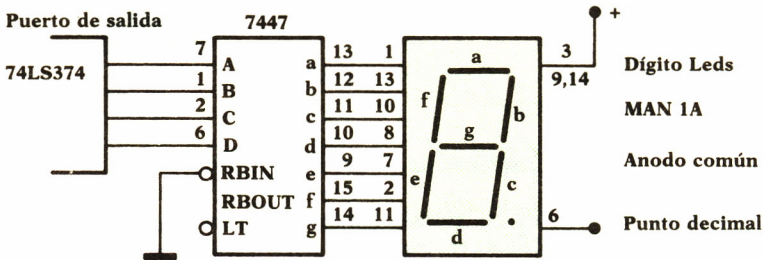 Puerto de salida
74LS374
7447
7 A a 13 1
1 B b 12 13
2 C c 11 10
6 D d 10 8
RBIN e 9 7
RBOUT f 15 2
LT g 14 11
a
f b
g
e c
d
+
3
9,14
6
Dígito Leds
MAN 1A
Anodo común
Punto decimal